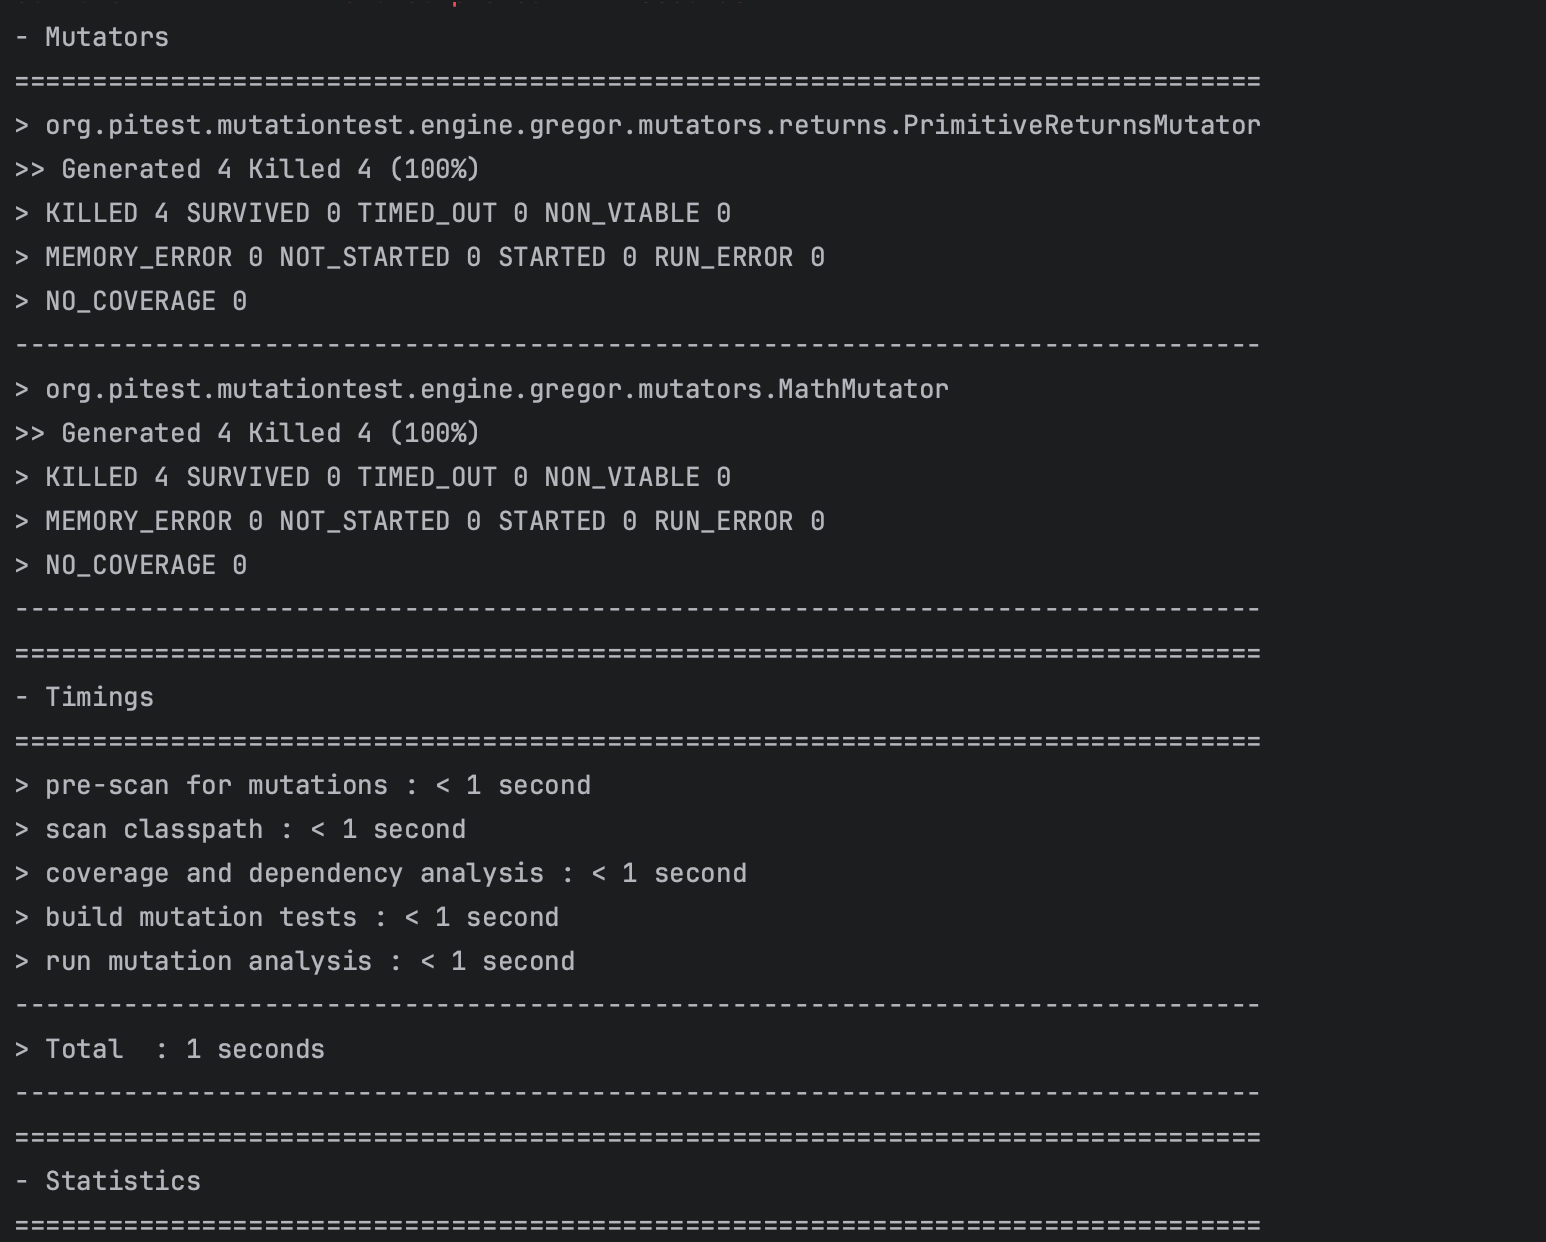 - Mutators
================================================================================
> org.pitest.mutationtest.engine.gregor.mutators.returns.PrimitiveReturnsMutator
>> Generated 4 Killed 4 (100%)
> KILLED 4 SURVIVED 0 TIMED_OUT 0 NON_VIABLE 0
> MEMORY_ERROR 0 NOT_STARTED 0 STARTED 0 RUN_ERROR 0
> NO_COVERAGE 0
--------------------------------------------------------------------------------
> org.pitest.mutationtest.engine.gregor.mutators.MathMutator
>> Generated 4 Killed 4 (100%)
> KILLED 4 SURVIVED 0 TIMED_OUT 0 NON_VIABLE 0
> MEMORY_ERROR 0 NOT_STARTED 0 STARTED 0 RUN_ERROR 0
> NO_COVERAGE 0
--------------------------------------------------------------------------------
================================================================================
- Timings
================================================================================
> pre-scan for mutations : < 1 second
> scan classpath : < 1 second
> coverage and dependency analysis : < 1 second
> build mutation tests : < 1 second
> run mutation analysis : < 1 second
--------------------------------------------------------------------------------
> Total  : 1 seconds
--------------------------------------------------------------------------------
================================================================================
- Statistics
================================================================================